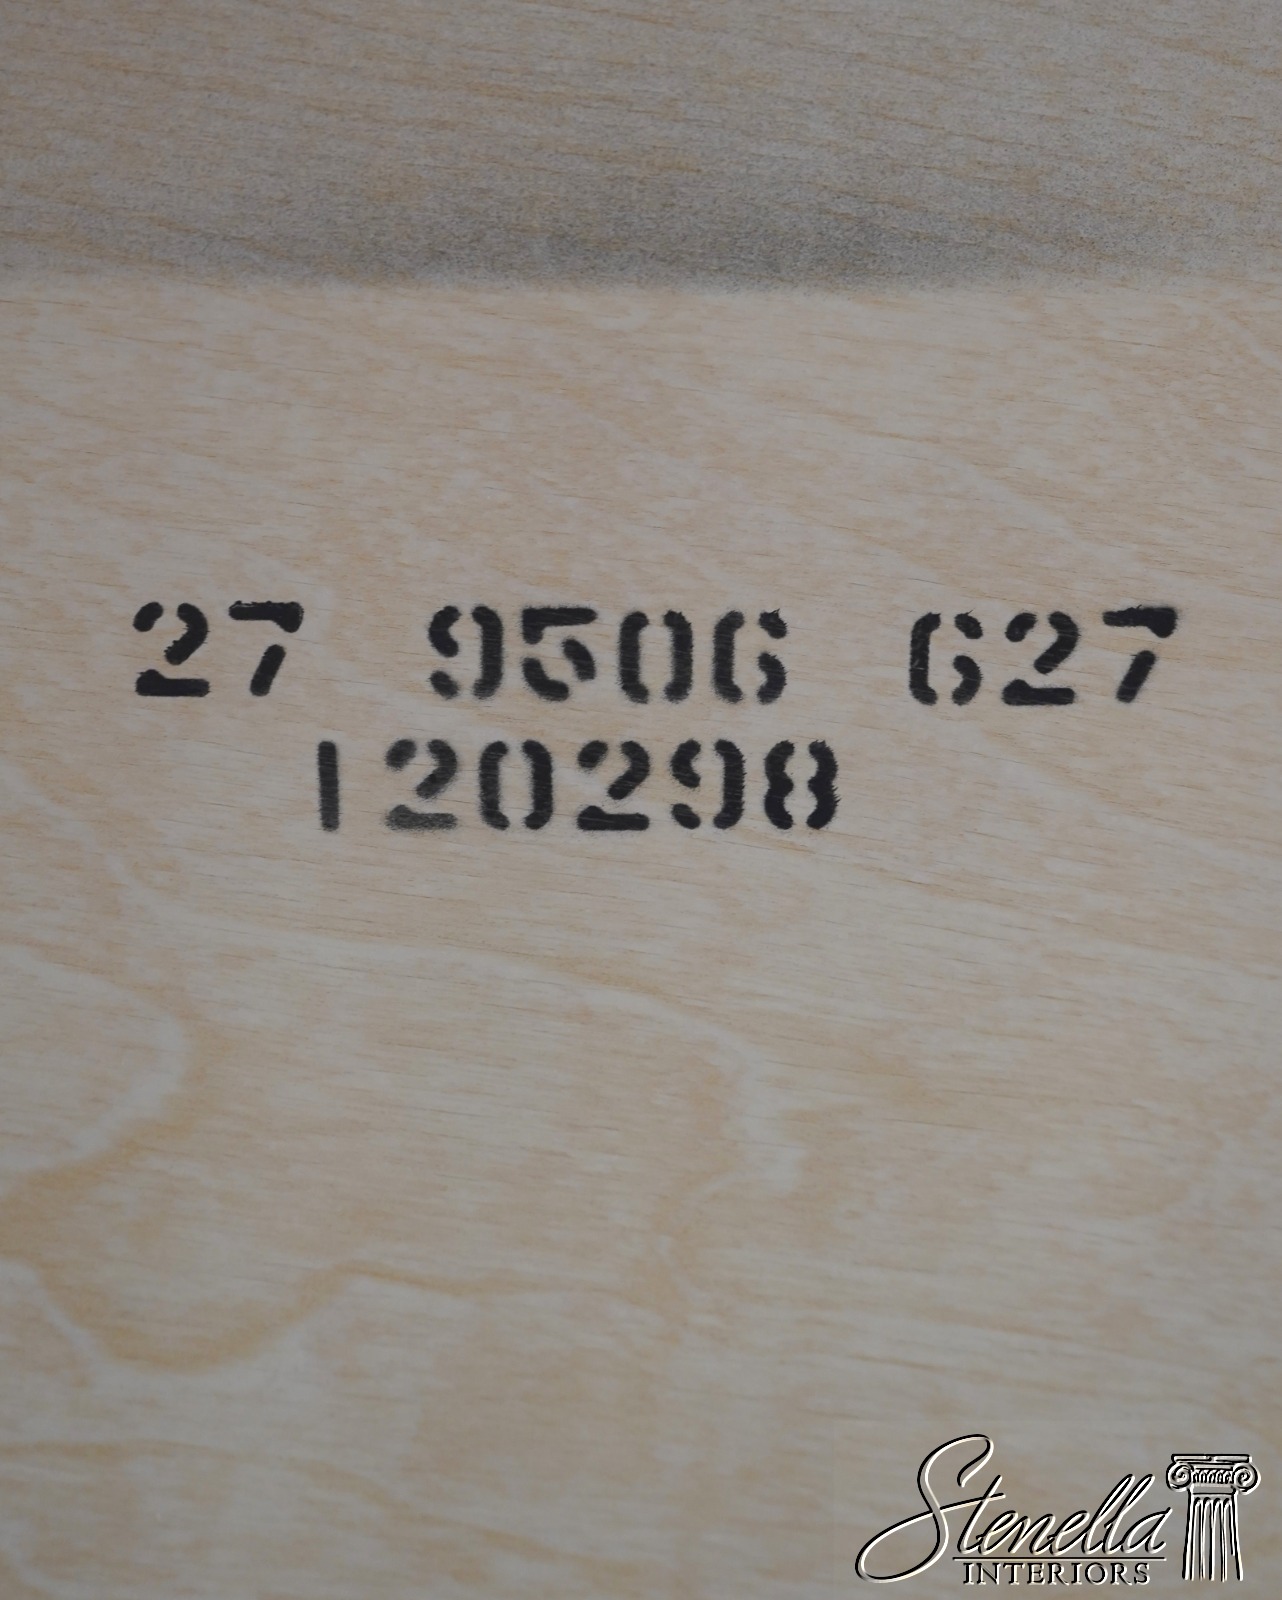 27 9506 627
120298
Stenella
INTERIORS